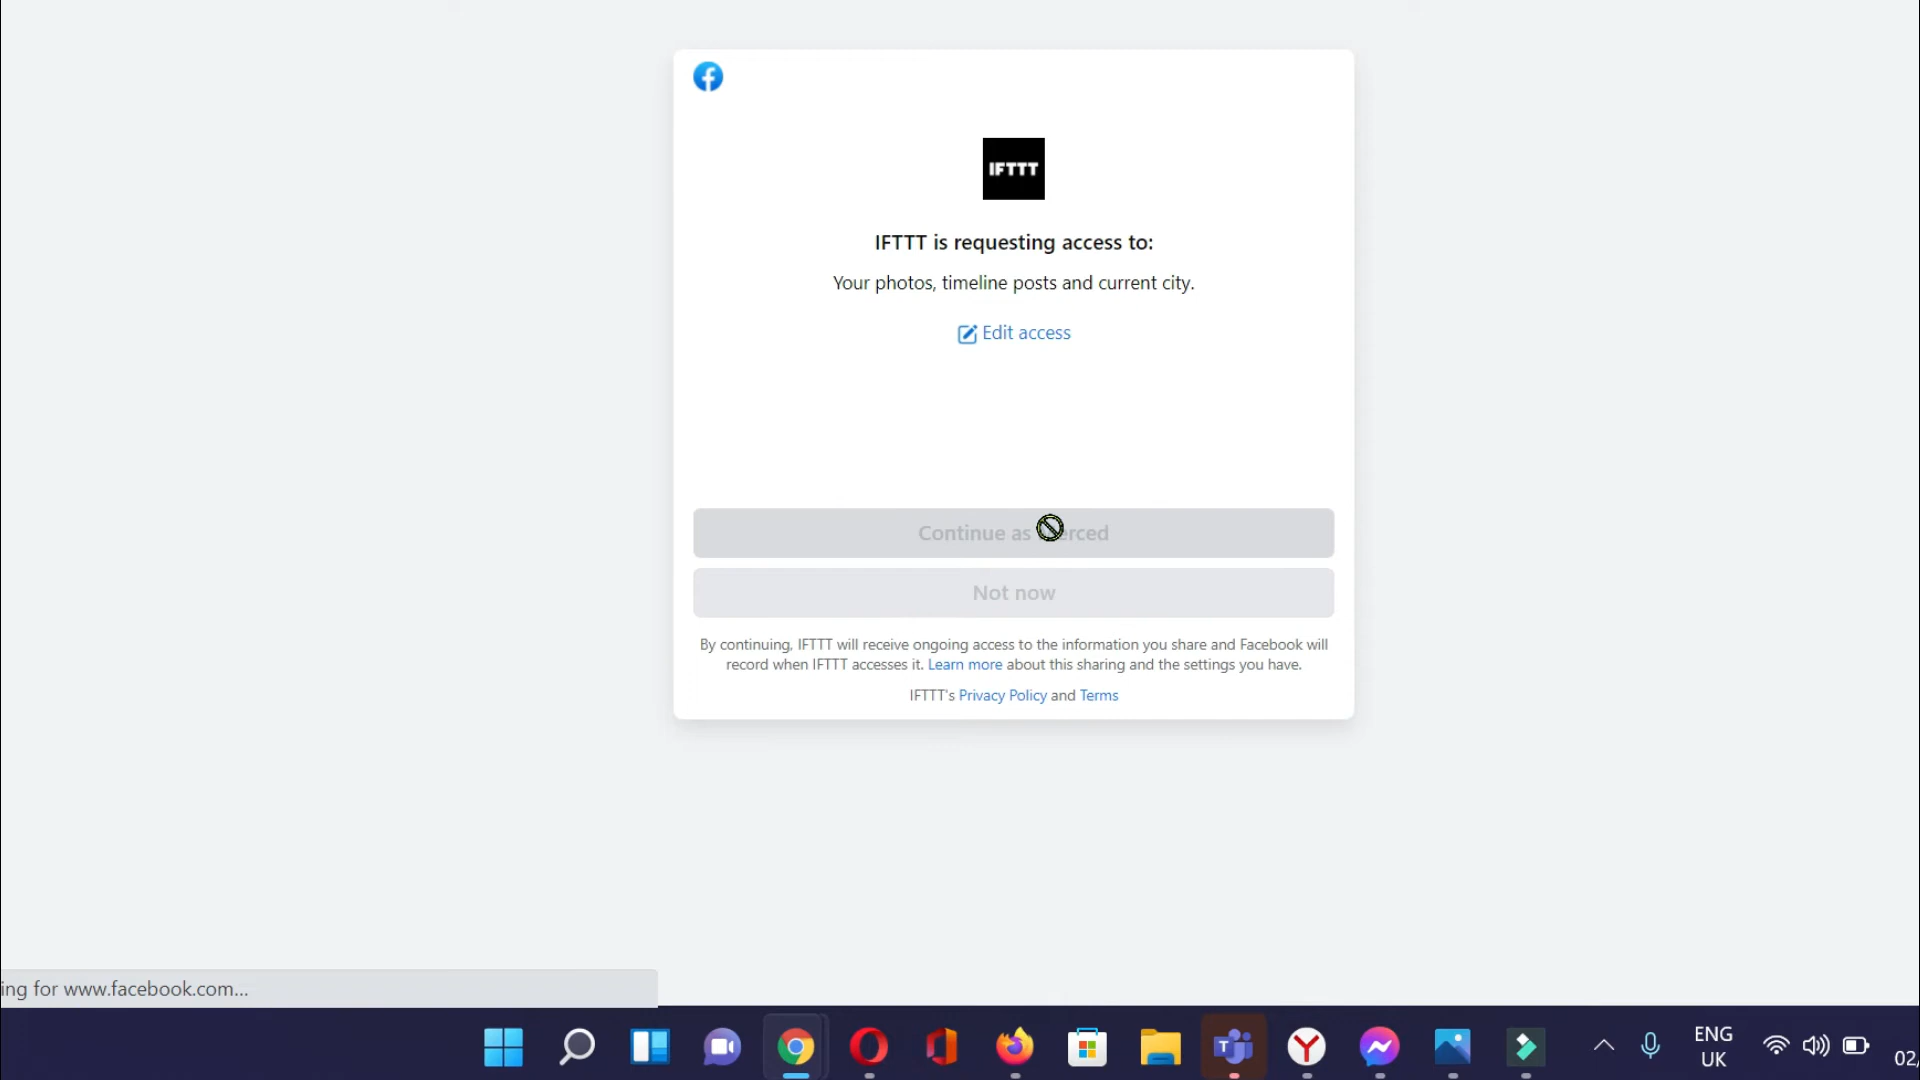 IFTTT
IFTTT is requesting access to:
Your photos, timeline posts and current city.
Edit access
Continue as
Not now
By continuing, IFTTT will receive ongoing access to the information you share and Facebook will
record when IFTTT accesses it. Learn more about this sharing and the settings you have.
IFTTT's Privacy Policy and Terms
ing for www.facebook.com...
ENG
UK
02